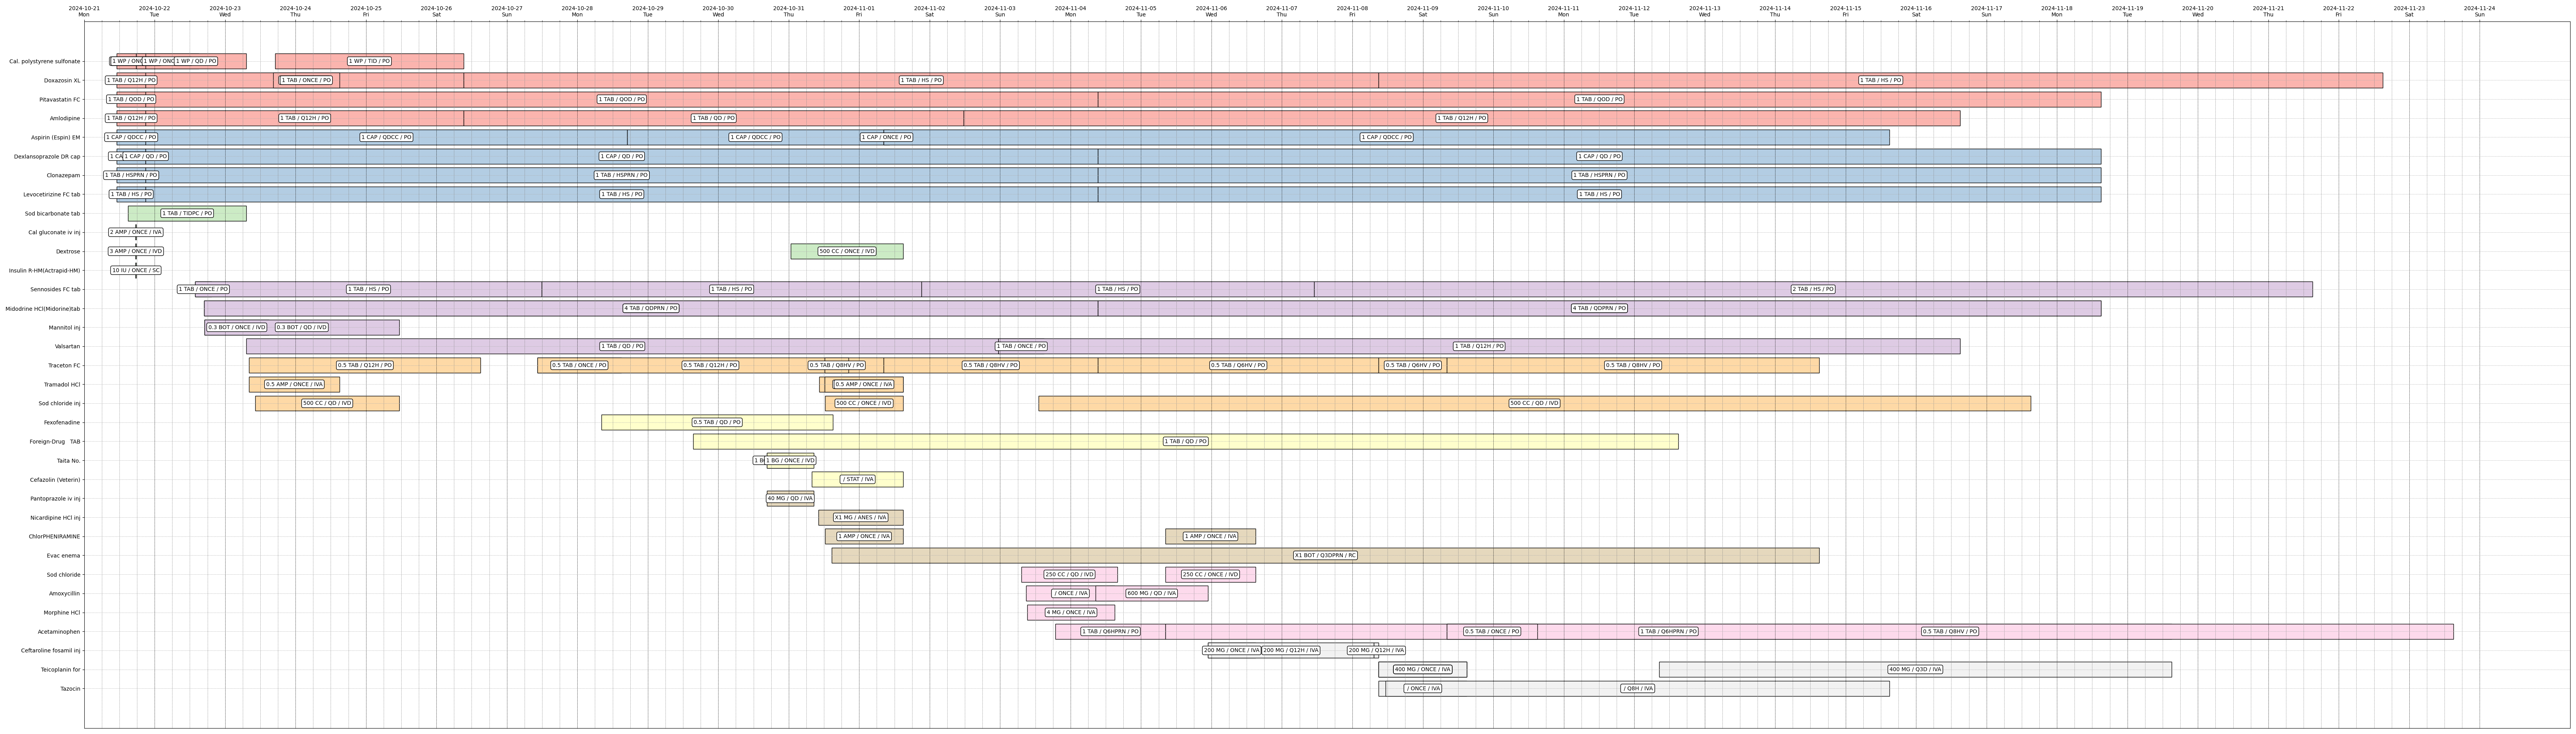 2024-10-21 2024-10-22 2024-10-23 2024-10-24 2024-10-25 2024-10-26 2024-10-27 2024-10-28 2024-10-29 2024-10-30 2024-10-31 2024-11-01 2024-11-02 2024-11-03 2024-11-04 2024-11-05 2024-11-06 2024-11-07 2024-11-08 2024-11-09 2024-11-10 2024-11-11 2024-11-12 2024-11-13 2024-11-14 2024-11-15 2024-11-16 2024-11-17 2024-11-18 2024-11-19 2024-11-20 2024-11-21 2024-11-22 2024-11-23 2024-11-24
Mon Tue Wed Thu Fri Sat Sun Mon Tue Wed Thu Fri Sat Sun Mon Tue Wed Thu Fri Sat Sun Mon Tue Wed Thu Fri Sat Sun Mon Tue Wed Thu Fri Sat Sun
Cal. polystyrene sulfonate 1 WP / ONC 1 WP / ONC 1 WP / QD / PO 1 WP / TID / PO
Doxazosin XL 1 TAB / Q12H / PO 1 TAB / ONCE / PO 1 TAB / HS / PO 1 TAB / HS / PO
Pitavastatin FC 1 TAB / QOD / PO 1 TAB / QOD / PO 1 TAB / QOD / PO
Amlodipine 1 TAB / Q12H / PO 1 TAB / Q12H / PO 1 TAB / QD / PO 1 TAB / Q12H / PO
Aspirin (Espin) EM 1 CAP / QDCC / PO 1 CAP / QDCC / PO 1 CAP / QDCC / PO 1 CAP / ONCE / PO 1 CAP / QDCC / PO
Dexlansoprazole DR cap 1 CA 1 CAP / QD / PO 1 CAP / QD / PO 1 CAP / QD / PO
Clonazepam 1 TAB / HSPRN / PO 1 TAB / HSPRN / PO 1 TAB / HSPRN / PO
Levocetirizine FC tab 1 TAB / HS / PO 1 TAB / HS / PO 1 TAB / HS / PO
Sod bicarbonate tab 1 TAB / TIDPC / PO
Cal gluconate iv inj 2 AMP / ONCE / IVA
Dextrose 3 AMP / ONCE / IVD 500 CC / ONCE / IVD
Insulin R-HM(Actrapid-HM) 10 IU / ONCE / SC
Sennosides FC tab 1 TAB / ONCE / PO 1 TAB / HS / PO 1 TAB / HS / PO 1 TAB / HS / PO 2 TAB / HS / PO
Midodrine HCl(Midorine)tab 4 TAB / QDPRN / PO 4 TAB / QDPRN / PO
Mannitol inj 0.3 BOT / ONCE / IVD 0.3 BOT / QD / IVD
Valsartan 1 TAB / QD / PO 1 TAB / ONCE / PO 1 TAB / Q12H / PO
Traceton FC 0.5 TAB / Q12H / PO 0.5 TAB / ONCE / PO 0.5 TAB / Q12H / PO 0.5 TAB / Q8HV / PO 0.5 TAB / Q8HV / PO 0.5 TAB / Q6HV / PO 0.5 TAB / Q6HV / PO 0.5 TAB / Q8HV / PO
Tramadol HCl 0.5 AMP / ONCE / IVA 0.5 AMP / ONCE / IVA
Sod chloride inj 500 CC / QD / IVD 500 CC / ONCE / IVD 500 CC / QD / IVD
Fexofenadine 0.5 TAB / QD / PO
Foreign-Drug TAB 1 TAB / QD / PO
Taita No. 1 B 1 BG / ONCE / IVD
Cefazolin (Veterin) / STAT / IVA
Pantoprazole iv inj 40 MG / QD / IVA
Nicardipine HCl inj X1 MG / ANES / IVA
ChlorPHENIRAMINE 1 AMP / ONCE / IVA 1 AMP / ONCE / IVA
Evac enema X1 BOT / Q3DPRN / RC
Sod chloride 250 CC / QD / IVD 250 CC / ONCE / IVD
Amoxycillin / ONCE / IVA 600 MG / QD / IVA
Morphine HCl 4 MG / ONCE / IVA
Acetaminophen 1 TAB / Q6HPRN / PO 0.5 TAB / ONCE / PO 1 TAB / Q6HPRN / PO 0.5 TAB / Q8HV / PO
Ceftaroline fosamil inj 200 MG / ONCE / IVA 200 MG / Q12H / IVA 200 MG / Q12H / IVA
Teicoplanin for 400 MG / ONCE / IVA 400 MG / Q3D / IVA
Tazocin / ONCE / IVA / Q8H / IVA